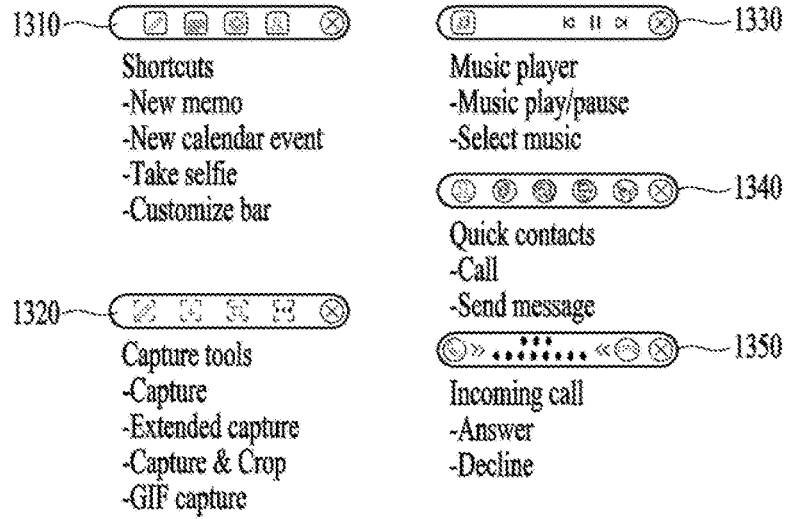 1310
Shortcuts
-New memo
-New calendar event
-Take selfie
-Customize bar
1320
Capture tools
-Capture
-Extended capture
-Capture & Crop
-GIF capture
1330
Music player
-Music play/pause
-Select music
1340
Quick contacts
-Call
-Send message
1350
Incoming call
-Answer
-Decline